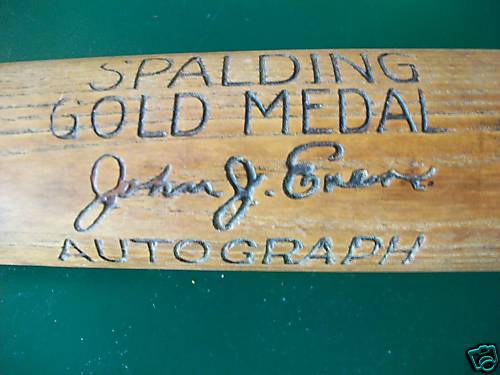 SPALDING
GOLD MEDAL
John J. Evers.
AUTOGRAPH